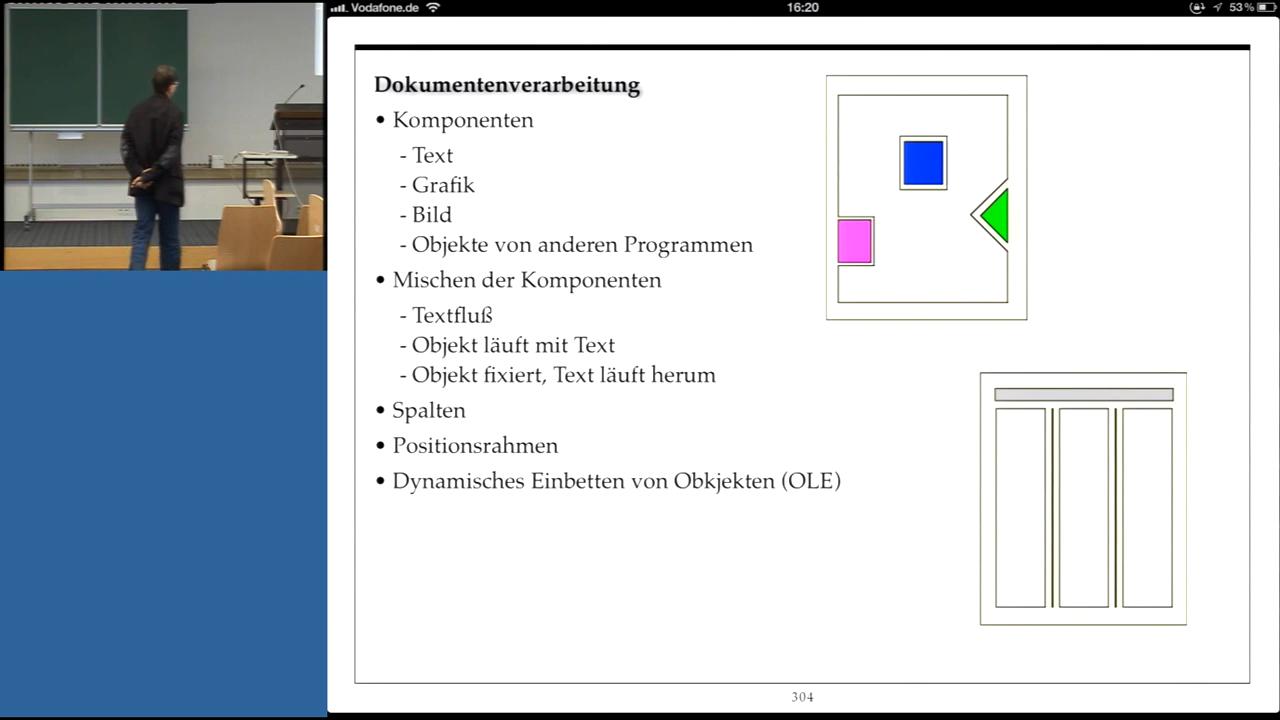 Vodafone.de
16:20
53 %
Dokumentenverarbeitung
• Komponenten
- Text
- Grafik
- Bild
- Objekte von anderen Programmen
• Mischen der Komponenten
- Textfluß
- Objekt läuft mit Text
- Objekt fixiert, Text läuft herum
• Spalten
• Positionsrahmen
• Dynamisches Einbetten von Obkjekten (OLE)
304